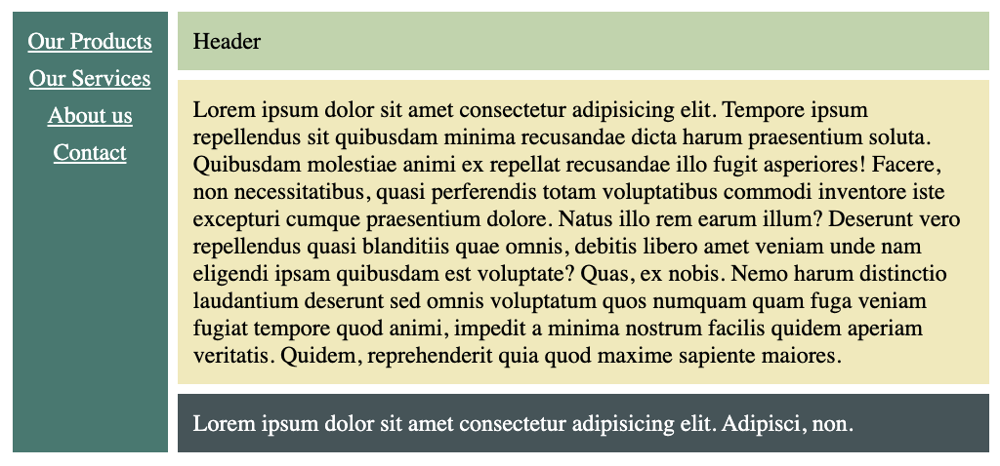 Our Products
Our Services
About us
Contact
Header
Lorem ipsum dolor sit amet consectetur adipisicing elit. Tempore ipsum
repellendus sit quibusdam minima recusandae dicta harum praesentium soluta.
Quibusdam molestiae animi ex repellat recusandae illo fugit asperiores! Facere,
non necessitatibus, quasi perferendis totam voluptatibus commodi inventore iste
excepturi cumque praesentium dolore. Natus illo rem earum illum? Deserunt vero
repellendus quasi blanditiis quae omnis, debitis libero amet veniam unde nam
eligendi ipsam quibusdam est voluptate? Quas, ex nobis. Nemo harum distinctio
laudantium deserunt sed omnis voluptatum quos numquam quam fuga veniam
fugiat tempore quod animi, impedit a minima nostrum facilis quidem aperiam
veritatis. Quidem, reprehenderit quia quod maxime sapiente maiores.
Lorem ipsum dolor sit amet consectetur adipisicing elit. Adipisci, non.